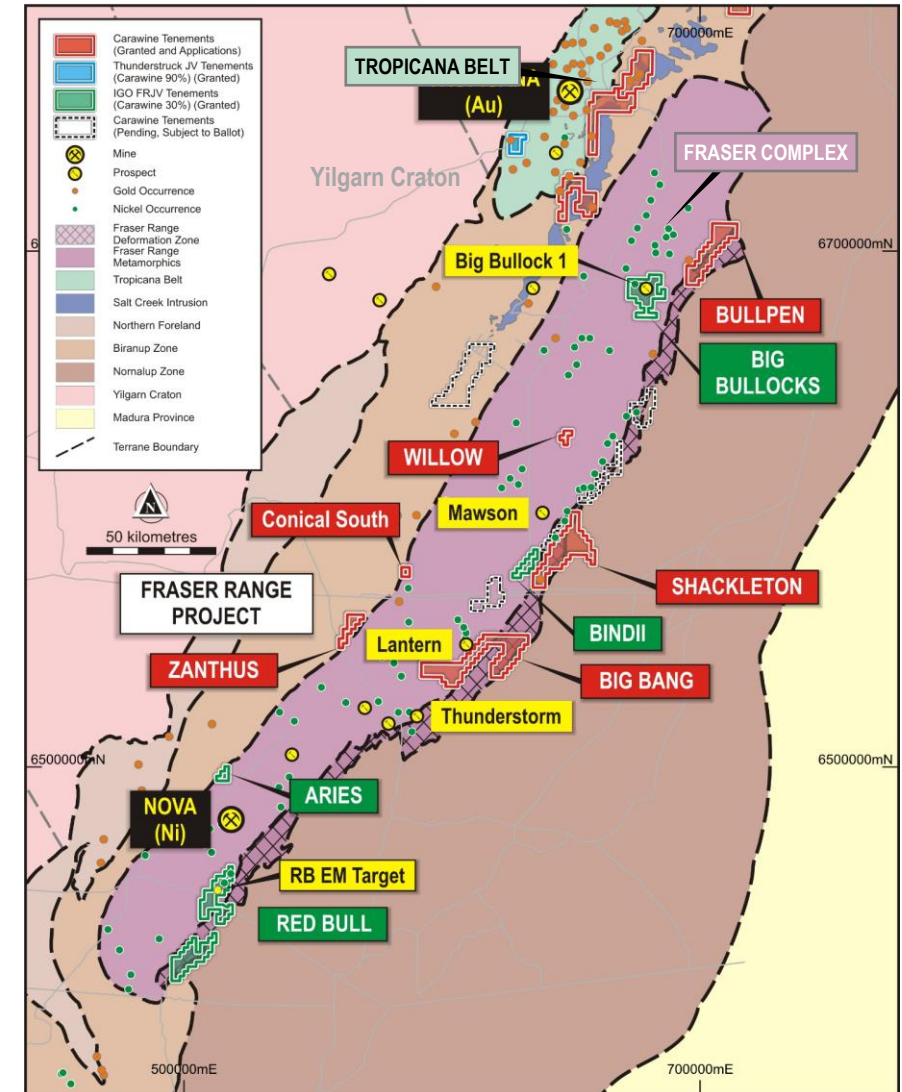 Carawine Tenements
(Granted and Applications)
Thunderstruck JV Tenements
(Carawine 90%) (Granted)
IGO FRJV Tenements
(Carawine 30%) (Granted)
Carawine Tenements
(Pending, Subject to Ballot)
Mine
Prospect
Gold Occurrence
Nickel Occurrence
Fraser Range
Deformation Zone
Fraser Range
Metamorphics
Tropicana Belt
Salt Creek Intrusion
Northern Foreland
Biranup Zone
Nornalup Zone
Yilgarn Craton
Madura Province
Terrane Boundary
N
50 kilometres
700000mE
TROPICANA BELT
(Au)
FRASER COMPLEX
Yilgarn Craton
6700000mN
Big Bullock 1
BULLPEN
BIG
BULLOCKS
WILLOW
Mawson
Conical South
SHACKLETON
FRASER RANGE
PROJECT
BINDII
Lantern
ZANTHUS
BIG BANG
Thunderstorm
6500000mN
6500000mN
ARIES
NOVA
(Ni)
RB EM Target
RED BULL
500000mE
700000mE